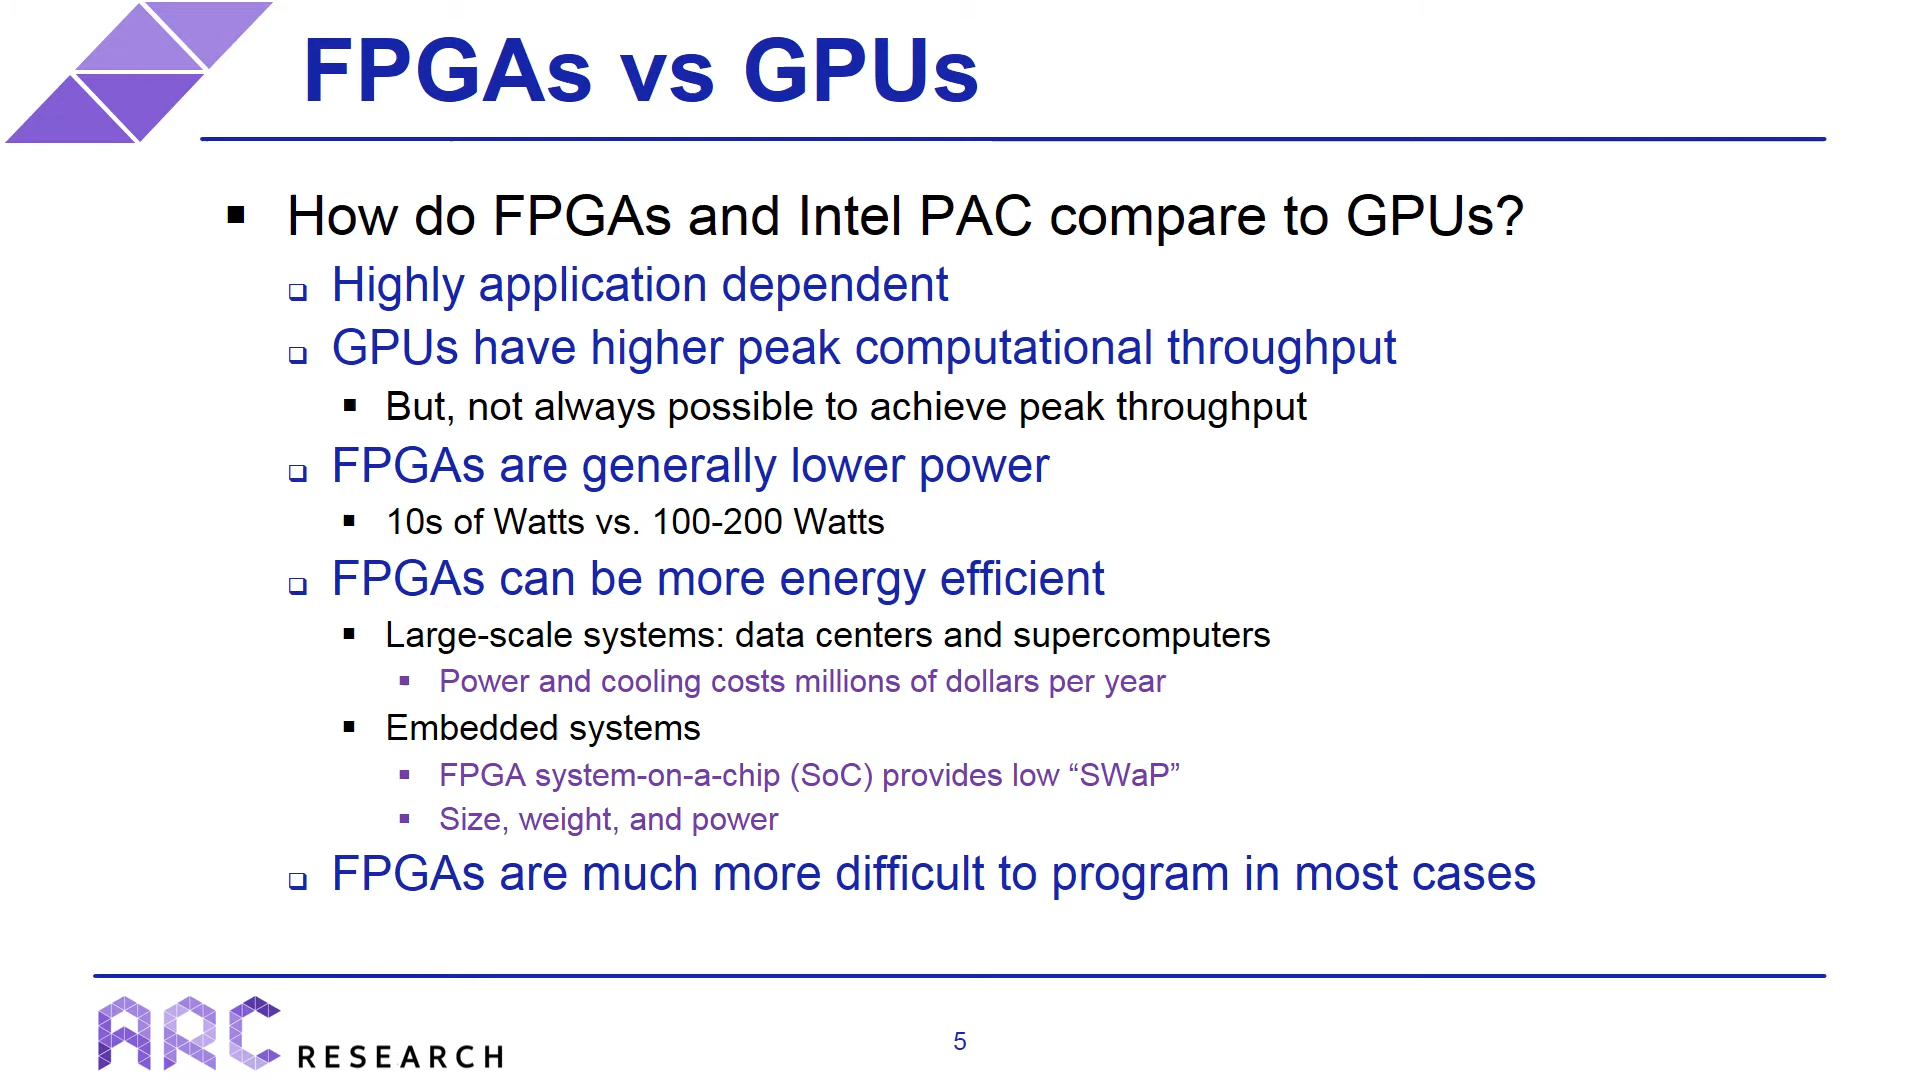 FPGAs vs GPUs
How do FPGAs and Intel PAC compare to GPUs?
Highly application dependent
GPUs have higher peak computational throughput
But, not always possible to achieve peak throughput
FPGAs are generally lower power
10s of Watts vs. 100-200 Watts
FPGAs can be more energy efficient
Large-scale systems: data centers and supercomputers
Power and cooling costs millions of dollars per year
Embedded systems
FPGA system-on-a-chip (SoC) provides low “SWaP”
Size, weight, and power
FPGAs are much more difficult to program in most cases
ARC RESEARCH
5